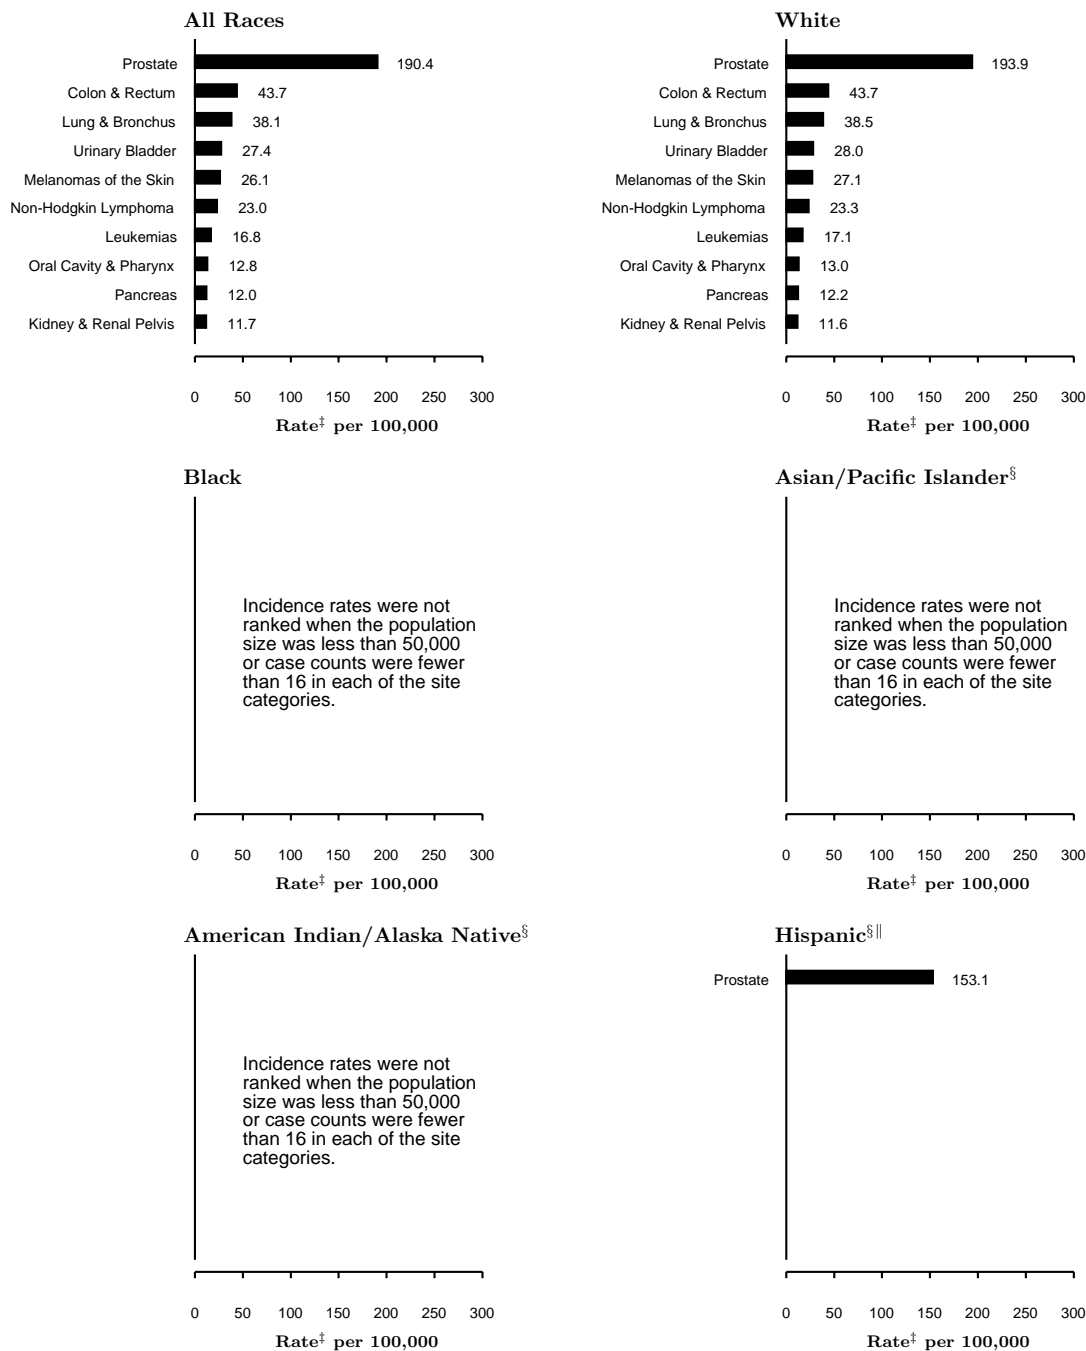 All Races
Prostate 190.4
Colon & Rectum 43.7
Lung & Bronchus 38.1
Urinary Bladder 27.4
Melanomas of the Skin 26.1
Non-Hodgkin Lymphoma 23.0
Leukemias 16.8
Oral Cavity & Pharynx 12.8
Pancreas 12.0
Kidney & Renal Pelvis 11.7
0 50 100 150 200 250 300
Rate‡ per 100,000
White
Prostate 193.9
Colon & Rectum 43.7
Lung & Bronchus 38.5
Urinary Bladder 28.0
Melanomas of the Skin 27.1
Non-Hodgkin Lymphoma 23.3
Leukemias 17.1
Oral Cavity & Pharynx 13.0
Pancreas 12.2
Kidney & Renal Pelvis 11.6
0 50 100 150 200 250 300
Rate‡ per 100,000
Black
Incidence rates were not
ranked when the population
size was less than 50,000
or case counts were fewer
than 16 in each of the site
categories.
0 50 100 150 200 250 300
Rate‡ per 100,000
Asian/Pacific Islander§
Incidence rates were not
ranked when the population
size was less than 50,000
or case counts were fewer
than 16 in each of the site
categories.
0 50 100 150 200 250 300
Rate‡ per 100,000
American Indian/Alaska Native§
Incidence rates were not
ranked when the population
size was less than 50,000
or case counts were fewer
than 16 in each of the site
categories.
0 50 100 150 200 250 300
Rate‡ per 100,000
Hispanic§‖
Prostate 153.1
0 50 100 150 200 250 300
Rate‡ per 100,000